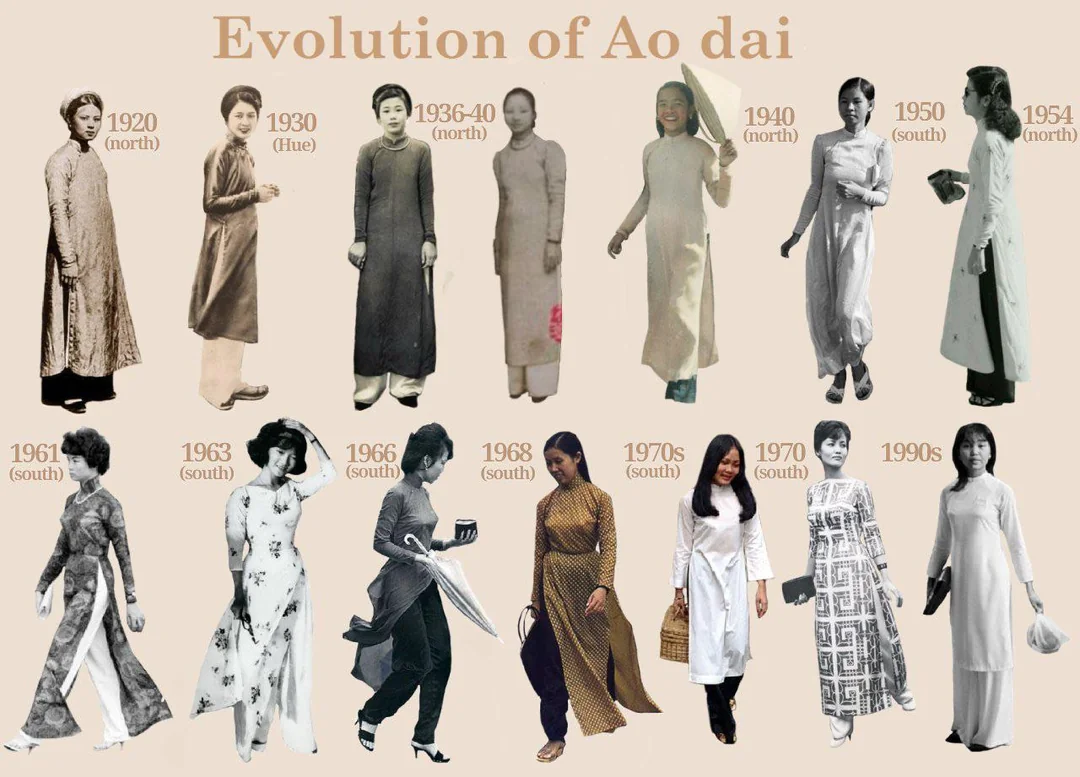 Evolution of Ao dai
1920
(north)
1930
(Hue)
1936-40
(north)
1940
(north)
1950
(south)
1954
(north)
1961
(south)
1963
(south)
1966
(south)
1968
(south)
1970s
(south)
1970
(south)
1990s